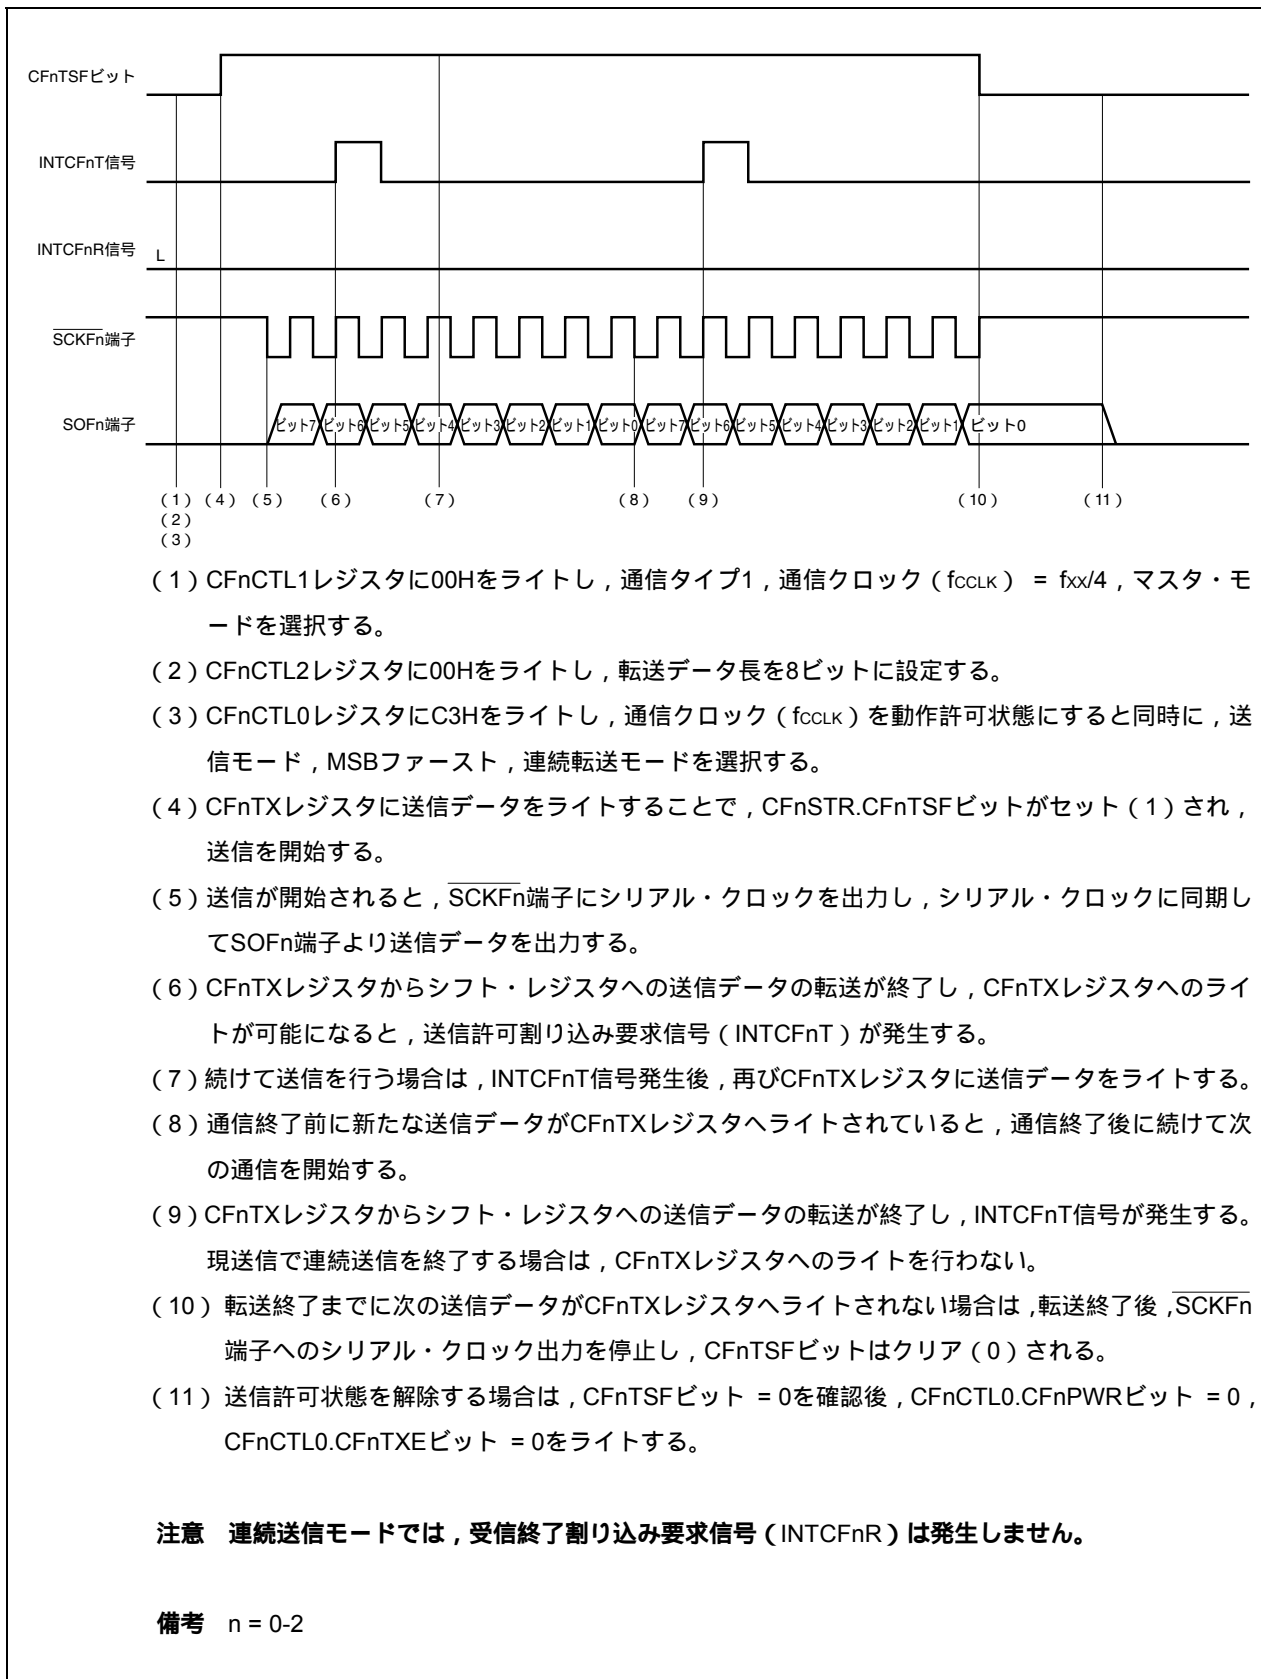 CFnTSFビット
INTCFnT信号
INTCFnR信号 L
SCKFn端子
SOFn端子 ビット7 ビット6 ビット5 ビット4 ビット3 ビット2 ビット1 ビット0 ビット7 ビット6 ビット5 ビット4 ビット3 ビット2 ビット1 ビット0
（1）（4）（5）（6）（7）（8）（9）（10）（11）
（2）
（3）
（1）CFnCTL1レジスタに00Hをライトし，通信タイプ1，通信クロック（fCCLK） = fXX/4，マスタ・モ
ードを選択する。
（2）CFnCTL2レジスタに00Hをライトし，転送データ長を8ビットに設定する。
（3）CFnCTL0レジスタにC3Hをライトし，通信クロック（fCCLK）を動作許可状態にすると同時に，送
信モード，MSBファースト，連続転送モードを選択する。
（4）CFnTXレジスタに送信データをライトすることで，CFnSTR.CFnTSFビットがセット（1）され，
送信を開始する。
（5）送信が開始されると，SCKFn端子にシリアル・クロックを出力し，シリアル・クロックに同期し
てSOFn端子より送信データを出力する。
（6）CFnTXレジスタからシフト・レジスタへの送信データの転送が終了し，CFnTXレジスタへのライ
トが可能になると，送信許可割り込み要求信号（INTCFnT）が発生する。
（7）続けて送信を行う場合は，INTCFnT信号発生後，再びCFnTXレジスタに送信データをライトする。
（8）通信終了前に新たな送信データがCFnTXレジスタへライトされていると，通信終了後に続けて次
の通信を開始する。
（9）CFnTXレジスタからシフト・レジスタへの送信データの転送が終了し，INTCFnT信号が発生する。
現送信で連続送信を終了する場合は，CFnTXレジスタへのライトを行わない。
（10） 転送終了までに次の送信データがCFnTXレジスタへライトされない場合は，転送終了後，SCKFn
端子へのシリアル・クロック出力を停止し，CFnTSFビットはクリア（0）される。
（11） 送信許可状態を解除する場合は，CFnTSFビット = 0を確認後，CFnCTL0.CFnPWRビット = 0，
CFnCTL0.CFnTXEビット = 0をライトする。
注意 連続送信モードでは，受信終了割り込み要求信号（INTCFnR）は発生しません。
備考 n = 0-2